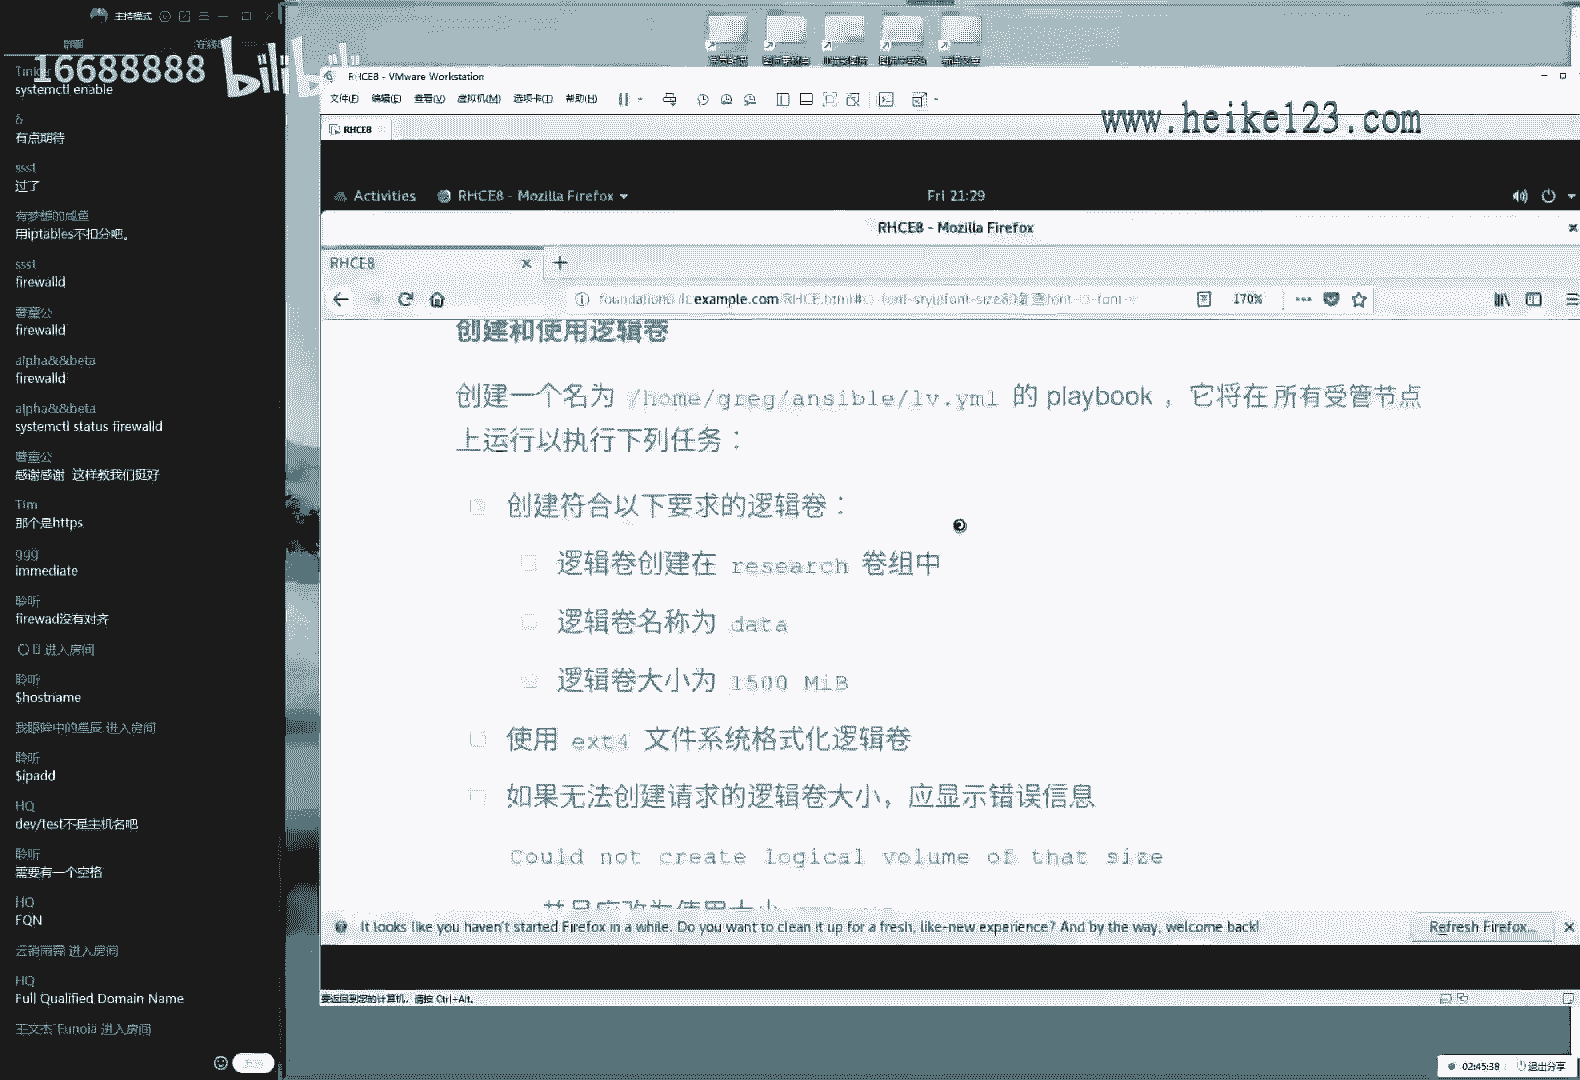 主持模式
16688888
bilibili
Tinker
systemctl enable
&
有点期待
ssst
过了
有梦想的咸鱼
用iptables不扣分吧。
ssst
firewalld
薯童公
firewalld
alpha&&beta
firewalld
alpha&&beta
systemctl status firewalld
薯童公
感谢感谢 这样教我们挺好
Tim
那个是https
ggg
immediate
聆听
firewad没有对齐
进入房间
聆听
$hostname
我眼睛中的星辰 进入房间
聆听
$ipadd
HQ
dev/test不是主机名吧
聆听
需要有一个空格
HQ
FQN
进入房间
HQ
Full Qualified Domain Name
王文杰`Eunoia 进入房间
RHCE8 - VMware Workstation
文件(F) 编辑(E) 查看(V) 虚拟机(M) 选项卡(T) 帮助(H)
www.heike123.com
RHCE8
Activities RHCE8 - Mozilla Firefox Fri 21:29
RHCE8 - Mozilla Firefox
RHCE8
170%
创建和使用逻辑卷
创建一个名为 /home/greg/ansible/lv.yml 的 playbook ，它将在所有受管节点
上运行以执行下列任务：
创建符合以下要求的逻辑卷：
逻辑卷创建在 research 卷组中
逻辑卷名称为 data
逻辑卷大小为 1500 MiB
使用 ext4 文件系统格式化逻辑卷
如果无法创建请求的逻辑卷大小，应显示错误信息
Could not create logical volume of that size
It looks like you haven't started Firefox in a while. Do you want to clean it up for a fresh, like-new experience? And by the way, welcome back!
Refresh Firefox...
要返回到您的计算机，请按 Ctrl+Alt。
02:45:38 退出分享